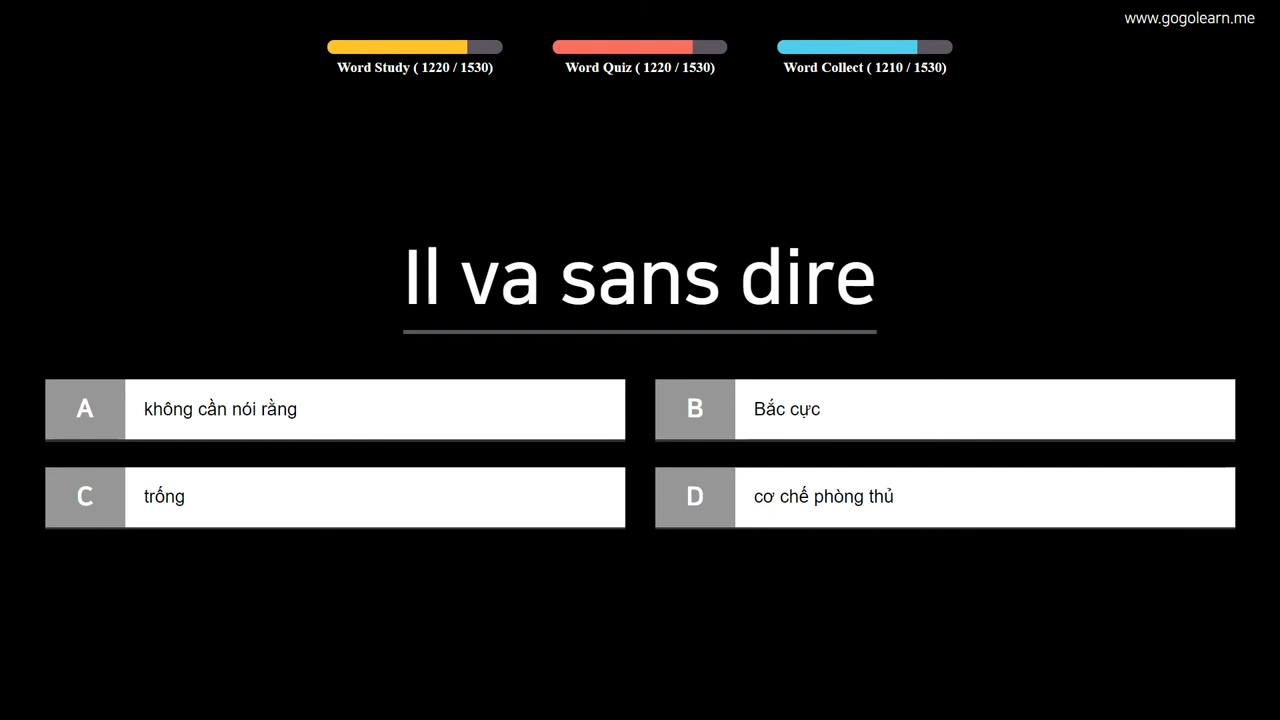 www.gogolearn.me
Word Study ( 1220 / 1530)
Word Quiz ( 1220 / 1530)
Word Collect ( 1210 / 1530)
Il va sans dire
A không cần nói rằng
B Bắc cực
C trống
D cơ chế phòng thủ